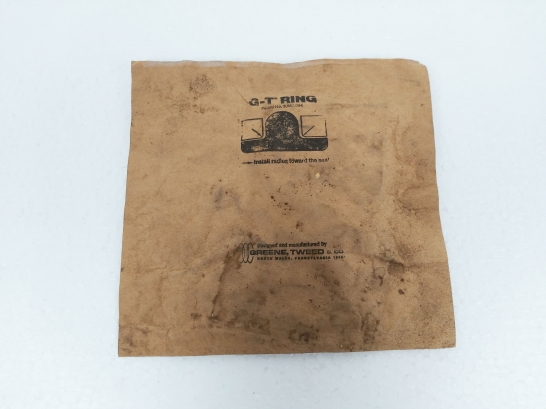 G-T RING
install radius toward the seal
designed and manufactured by
GREENE, TWEED & CO
NORTH WALES, PENNSYLVANIA